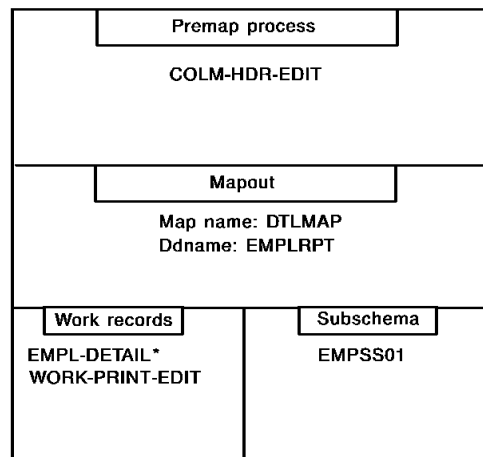 Premap process
COLM-HDR-EDIT
Mapout
Map name: DTLMAP
Ddname: EMPLRPT
Work records
EMPL-DETAIL*
WORK-PRINT-EDIT
Subschema
EMPSS01